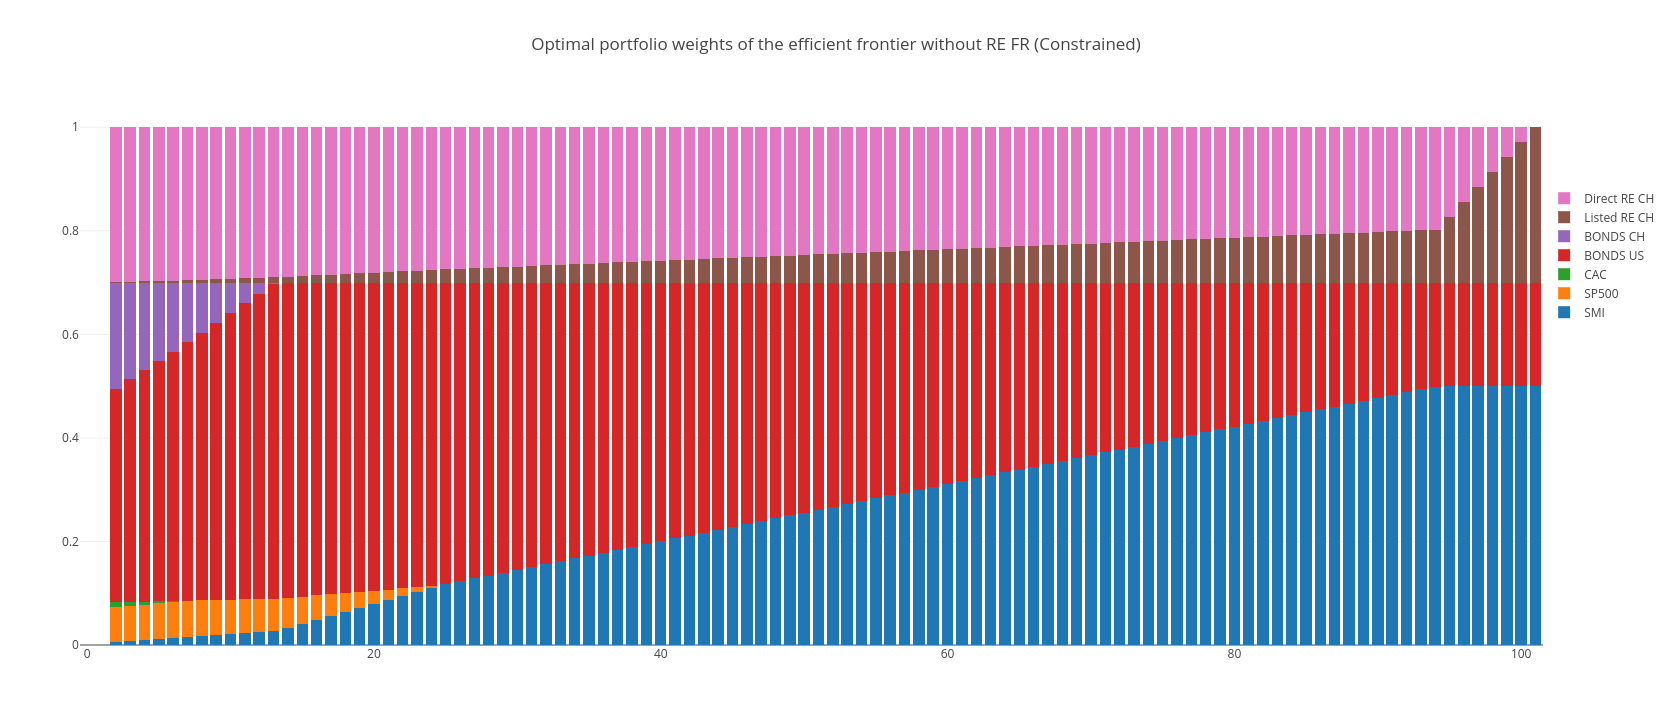 Optimal portfolio weights of the efficient frontier without RE FR (Constrained)
1
0.8
0.6
0.4
0.2
0
0 20 40 60 80 100
Direct RE CH
Listed RE CH
BONDS CH
BONDS US
CAC
SP500
SMI